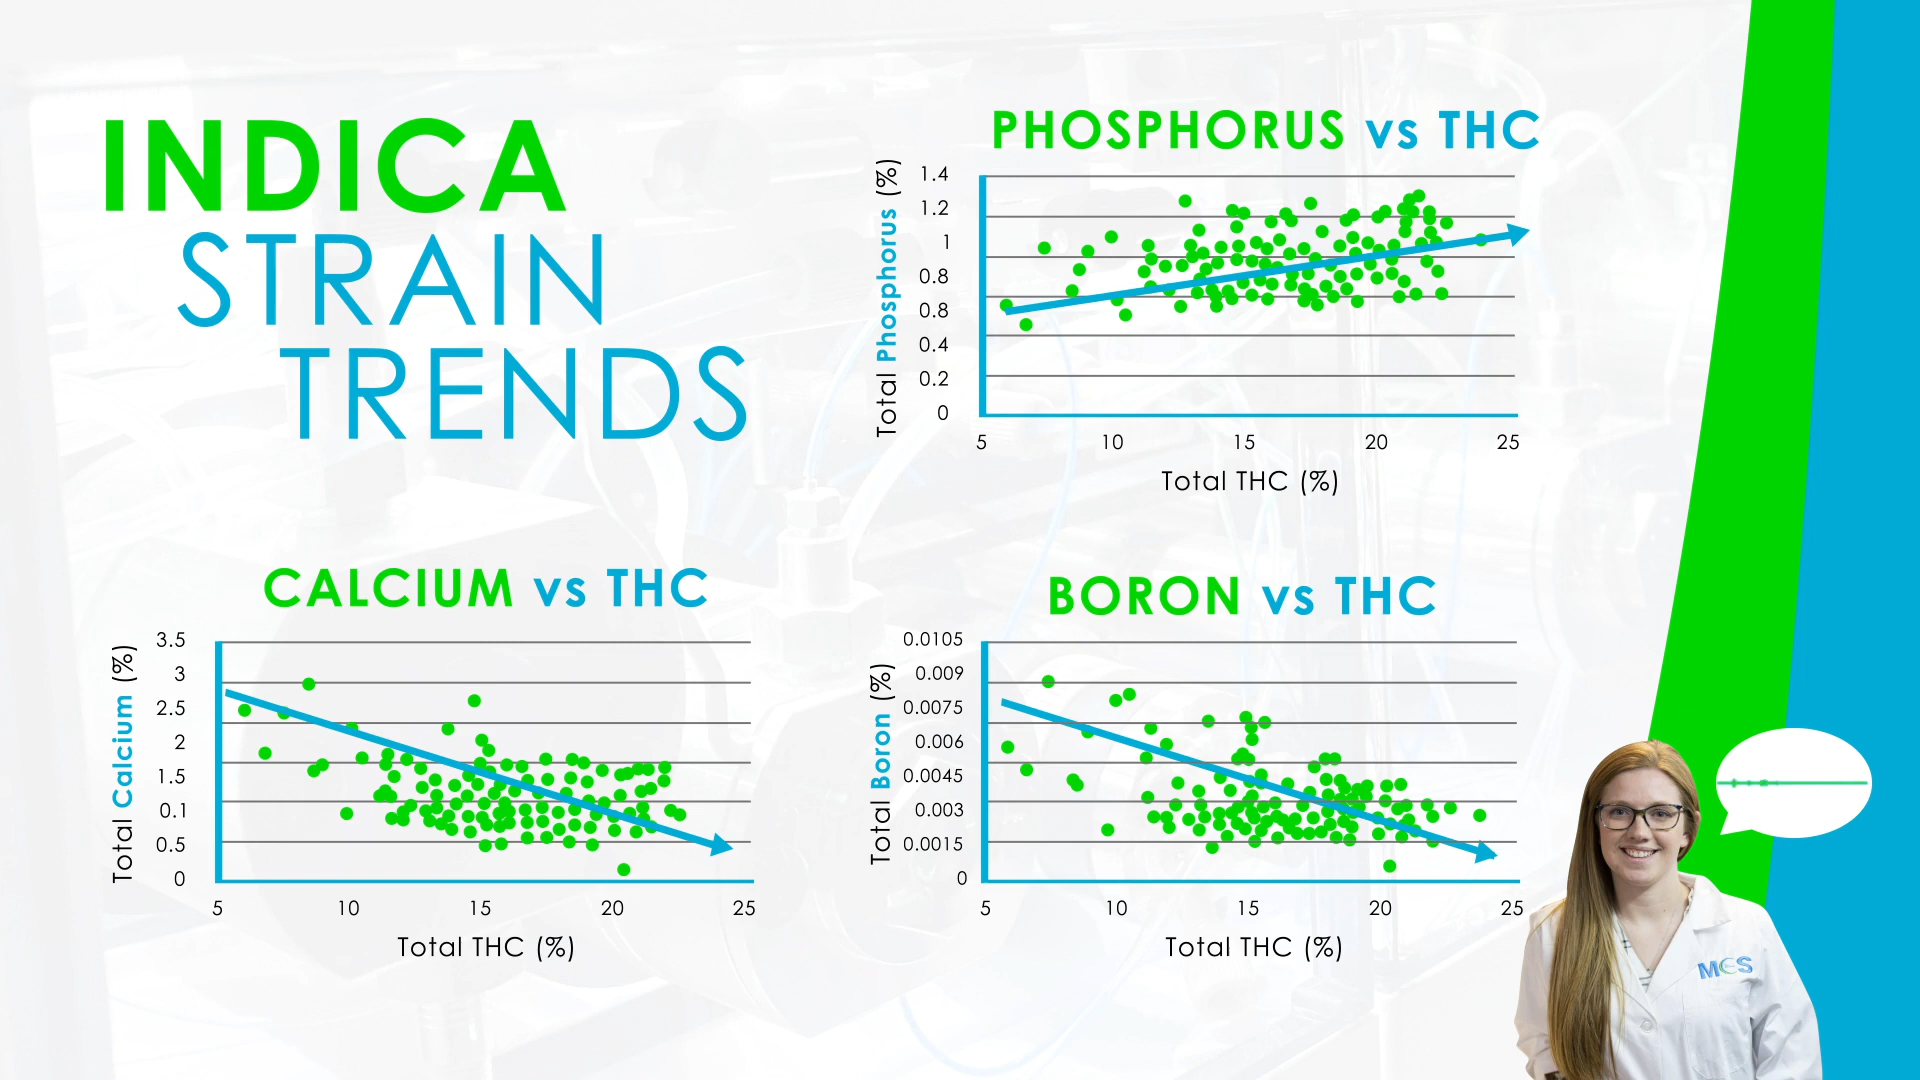 INDICA
STRAIN
TRENDS
PHOSPHORUS vs THC
Total Phosphorus (%)
1.4
1.2
1
0.8
0.8
0.4
0.2
0
5 10 15 20 25
Total THC (%)
CALCIUM vs THC
Total Calcium (%)
3.5
3
2.5
2
1.5
0.1
0.5
0
5 10 15 20 25
Total THC (%)
BORON vs THC
Total Boron (%)
0.0105
0.009
0.0075
0.006
0.0045
0.003
0.0015
0
5 10 15 20 25
Total THC (%)
MCS